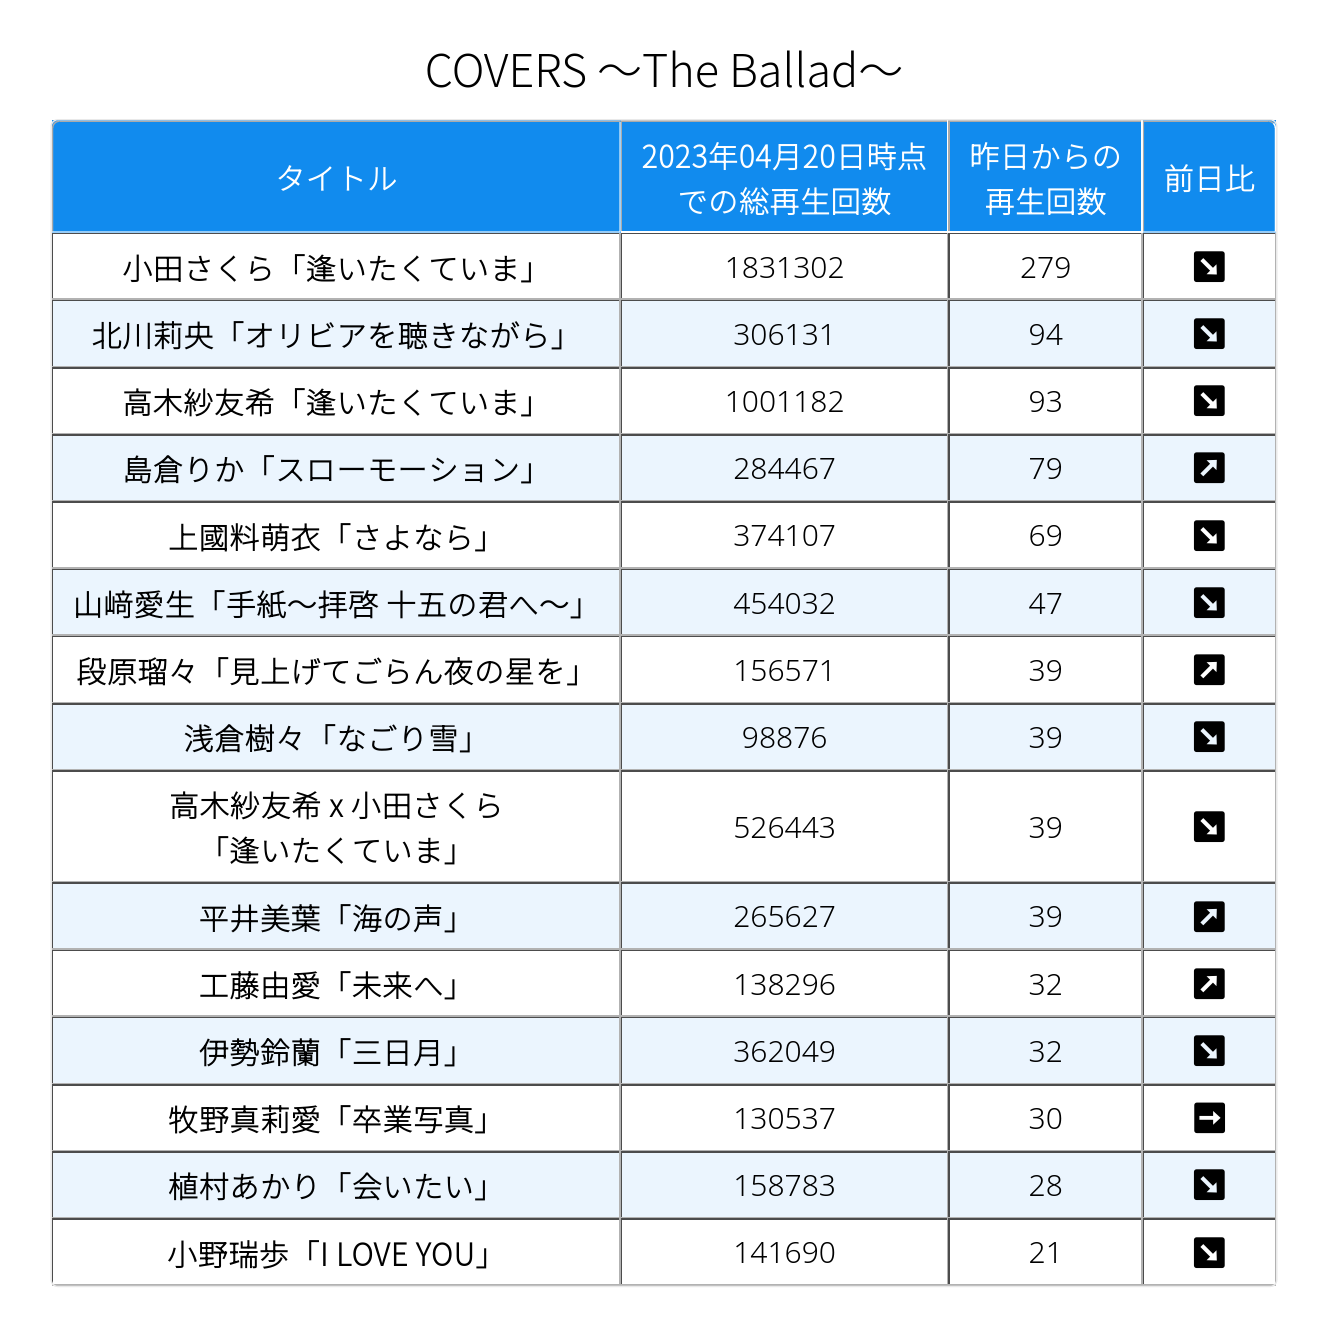 COVERS ～The Ballad～
タイトル
2023年04月20日時点
での総再生回数
昨日からの
再生回数
前日比
小田さくら「逢いたくていま」 1831302 279 ↘
北川莉央「オリビアを聴きながら」 306131 94 ↘
高木紗友希「逢いたくていま」 1001182 93 ↘
島倉りか「スローモーション」 284467 79 ↗
上國料萌衣「さよなら」 374107 69 ↘
山﨑愛生「手紙～拝啓 十五の君へ～」 454032 47 ↘
段原瑠々「見上げてごらん夜の星を」 156571 39 ↗
浅倉樹々「なごり雪」 98876 39 ↘
高木紗友希 x 小田さくら
「逢いたくていま」 526443 39 ↘
平井美葉「海の声」 265627 39 ↗
工藤由愛「未来へ」 138296 32 ↗
伊勢鈴蘭「三日月」 362049 32 ↘
牧野真莉愛「卒業写真」 130537 30 →
植村あかり「会いたい」 158783 28 ↘
小野瑞歩「I LOVE YOU」 141690 21 ↘